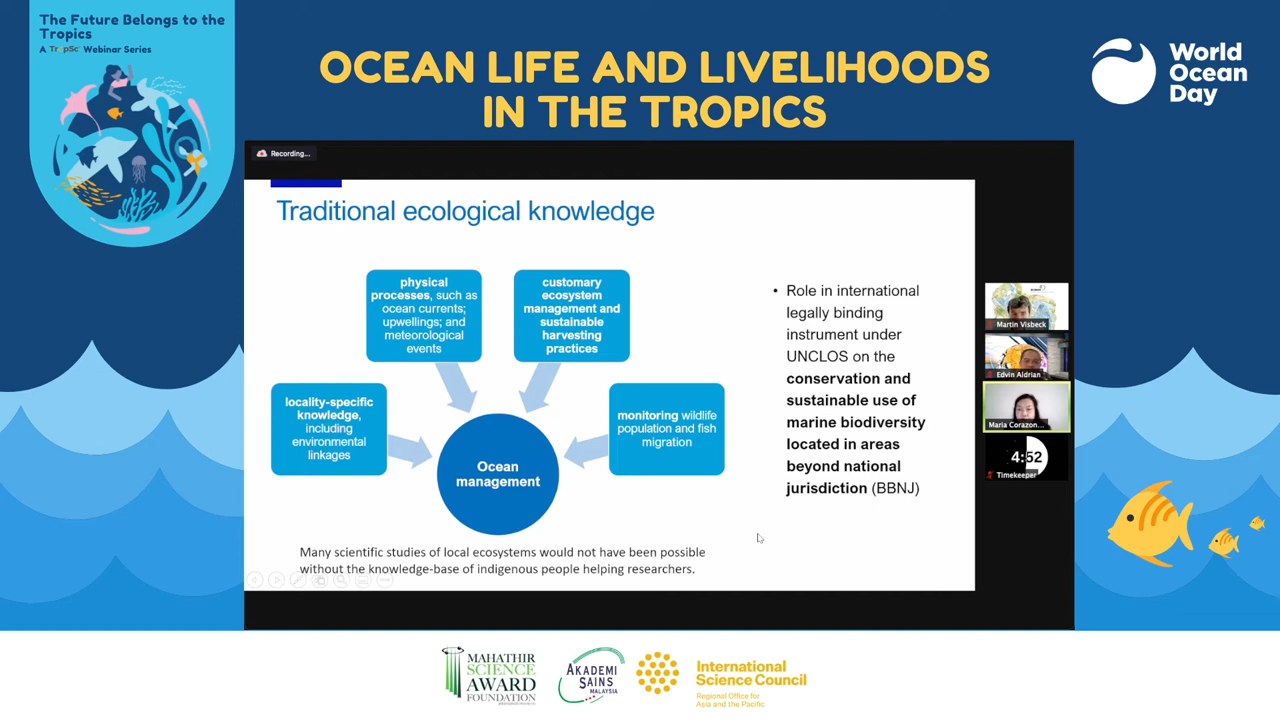 The Future Belongs to the
Tropics
A TropSc Webinar Series
OCEAN LIFE AND LIVELIHOODS
IN THE TROPICS
World
Ocean
Day
Recording...
Traditional ecological knowledge
physical
processes, such as
ocean currents;
upwellings; and
meteorological
events
customary
ecosystem
management and
sustainable
harvesting
practices
locality-specific
knowledge,
including
environmental
linkages
monitoring wildlife
population and fish
migration
Ocean
management
Many scientific studies of local ecosystems would not have been possible
without the knowledge-base of indigenous people helping researchers.
• Role in international
legally binding
instrument under
UNCLOS on the
conservation and
sustainable use of
marine biodiversity
located in areas
beyond national
jurisdiction (BBNJ)
Martin Visbeck
Edvin Aldrian
Maria Corazon...
4:52
Timekeeper
MAHATHIR
SCIENCE
AWARD
FOUNDATION
AKADEMI
SAINS
MALAYSIA
International
Science Council
Regional Office for
Asia and the Pacific